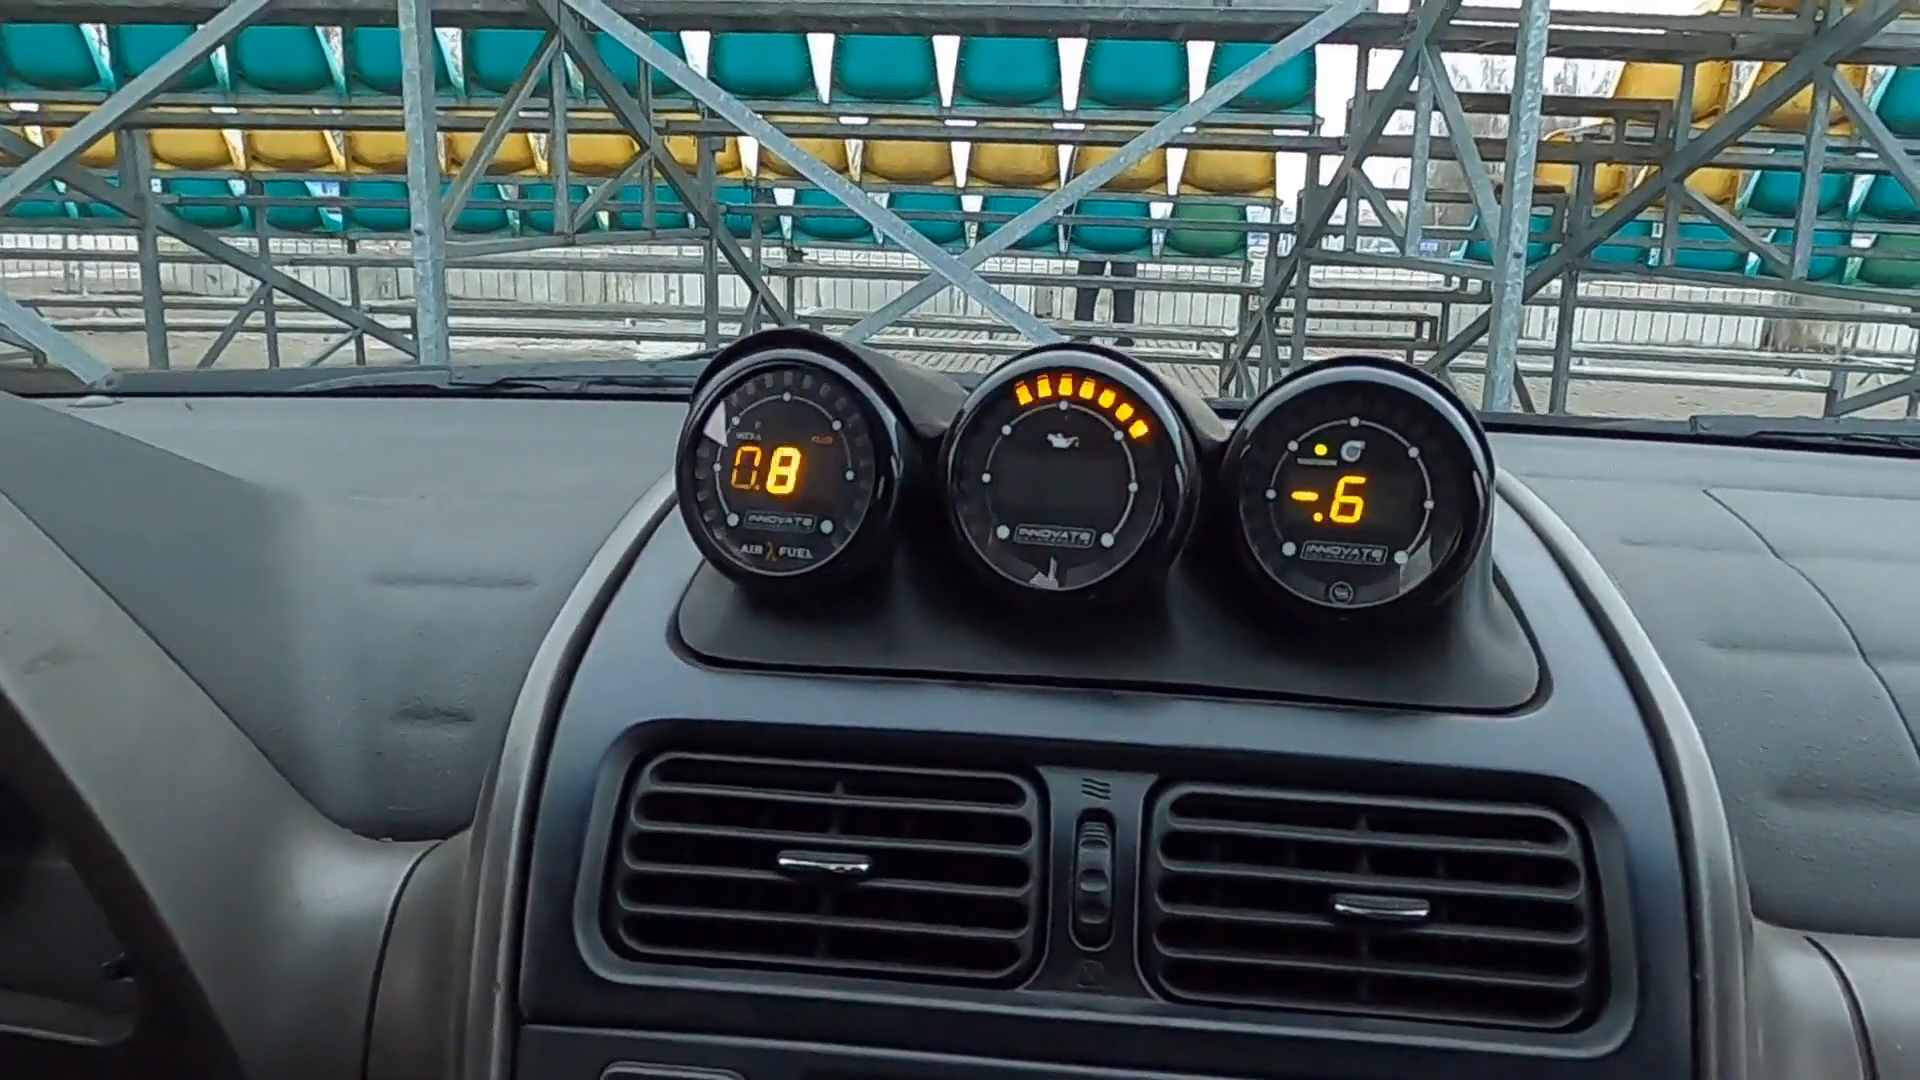 0.8
INNOVATE
AIR λ FUEL
INNOVATE
-.6
INNOVATE